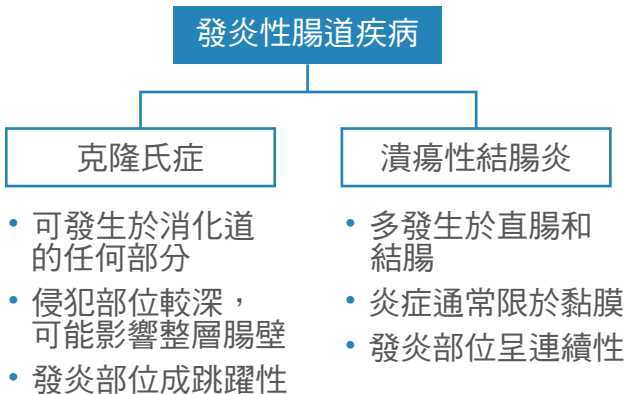 發炎性腸道疾病
克隆氏症
• 可發生於消化道
的任何部分
• 侵犯部位較深，
可能影響整層腸壁
• 發炎部位成跳躍性
潰瘍性結腸炎
• 多發生於直腸和
結腸
• 炎症通常限於黏膜
• 發炎部位呈連續性